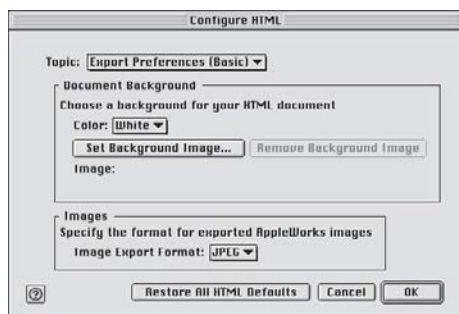 Configure HTML
Topic: Export Preferences (Basic)
Document Background
Choose a background for your HTML document
Color: White
Set Background Image... Remove Background Image
Image:
Images
Specify the format for exported AppleWorks images
Image Export Format: JPEG
? Restore All HTML Defaults Cancel OK